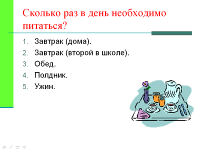 Сколько раз в день необходимо
питаться?
1. Завтрак (дома).
2. Завтрак (второй в школе).
3. Обед.
4. Полдник.
5. Ужин.